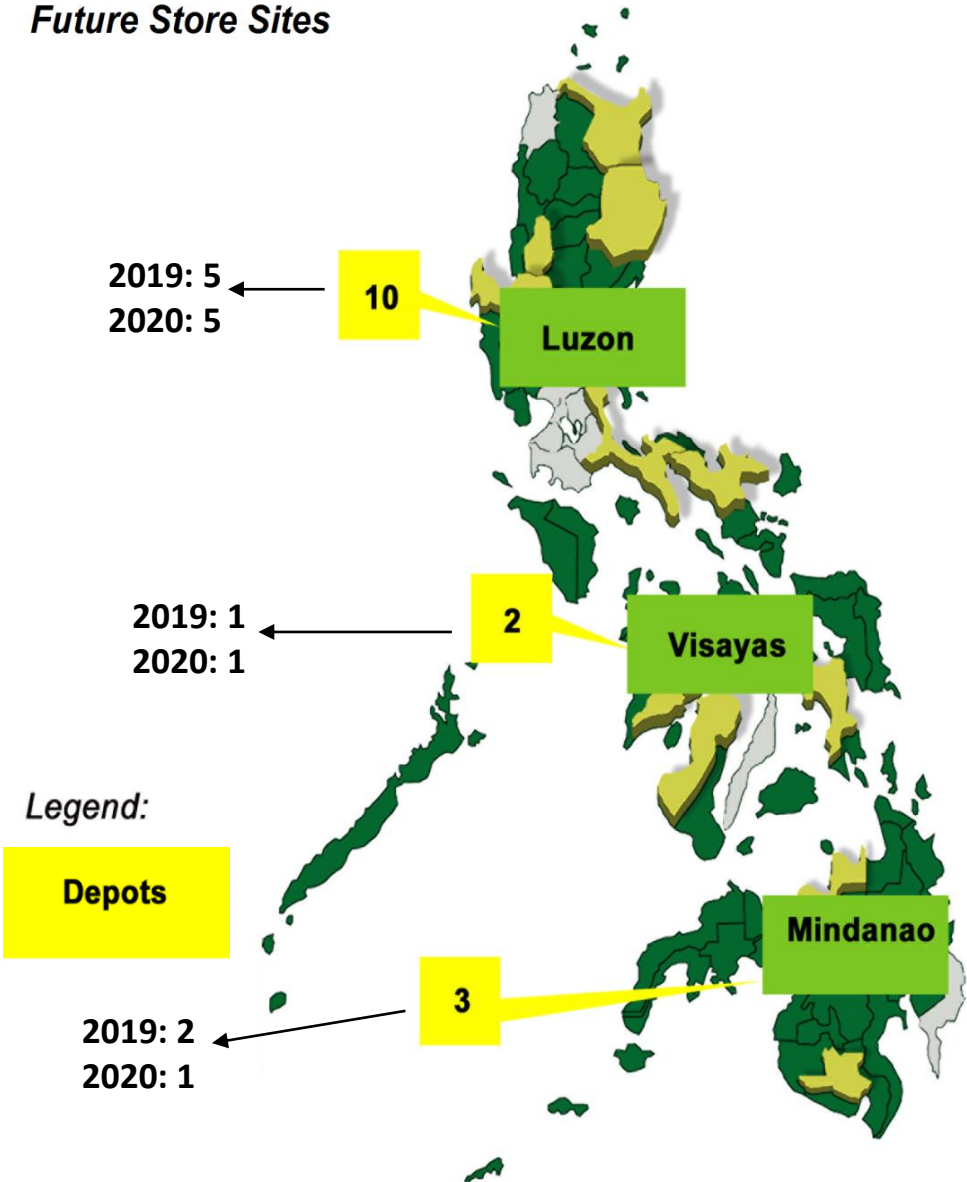 Future Store Sites
2019: 5
2020: 5
10
Luzon
2019: 1
2020: 1
2
Visayas
Legend:
Depots
Mindanao
3
2019: 2
2020: 1